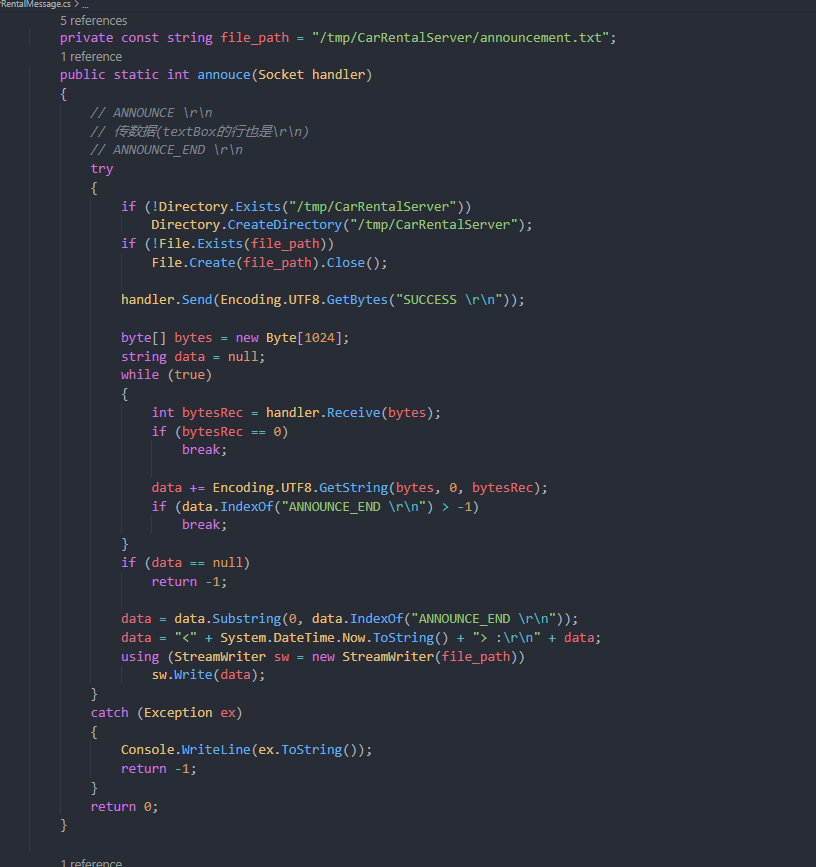 rRentalMessage.cs > ...
5 references
private const string file_path = "/tmp/CarRentalServer/announcement.txt";
1 reference
public static int annouce(Socket handler)
{
// ANNOUNCE \r\n
// 传数据(textBox的行也是\r\n)
// ANNOUNCE_END \r\n
try
{
if (!Directory.Exists("/tmp/CarRentalServer"))
Directory.CreateDirectory("/tmp/CarRentalServer");
if (!File.Exists(file_path))
File.Create(file_path).Close();
handler.Send(Encoding.UTF8.GetBytes("SUCCESS \r\n"));
byte[] bytes = new Byte[1024];
string data = null;
while (true)
{
int bytesRec = handler.Receive(bytes);
if (bytesRec == 0)
break;
data += Encoding.UTF8.GetString(bytes, 0, bytesRec);
if (data.IndexOf("ANNOUNCE_END \r\n") > -1)
break;
}
if (data == null)
return -1;
data = data.Substring(0, data.IndexOf("ANNOUNCE_END \r\n"));
data = "<" + System.DateTime.Now.ToString() + "> :\r\n" + data;
using (StreamWriter sw = new StreamWriter(file_path))
sw.Write(data);
}
catch (Exception ex)
{
Console.WriteLine(ex.ToString());
return -1;
}
return 0;
}
1 reference